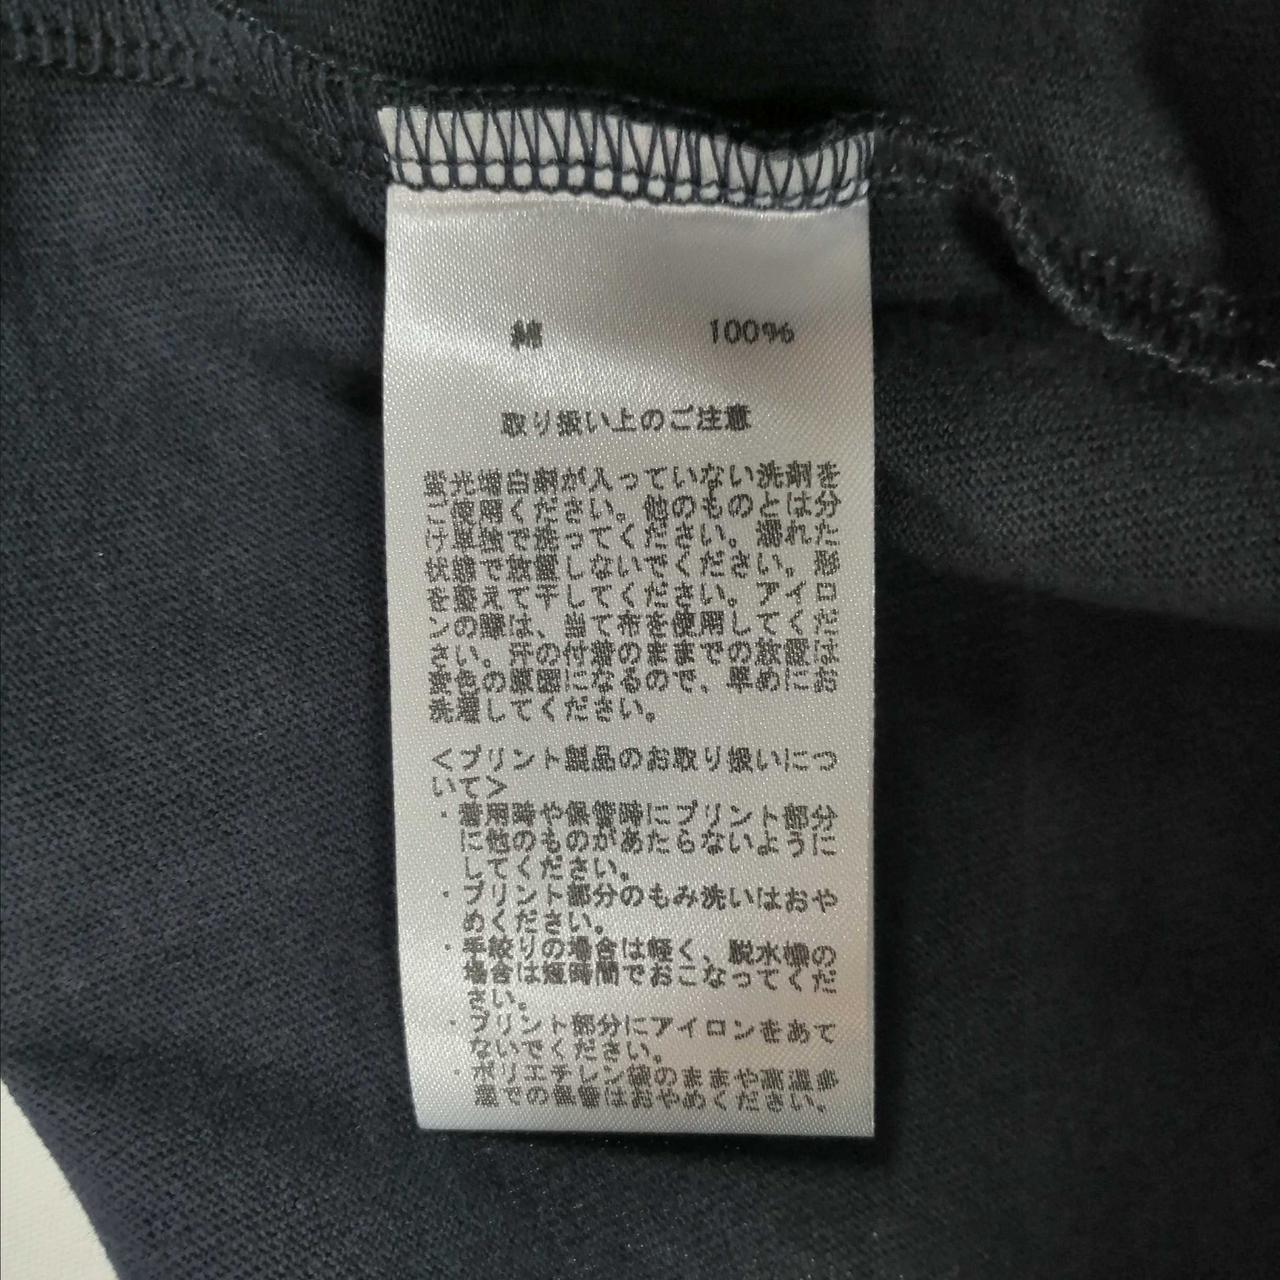 綿 100%
取り扱い上のご注意
蛍光増白剤が入っていない洗剤を
ご使用ください。他のものとは分
け単独で洗ってください。濡れた
状態で放置しないでください。形
を整えて干してください。アイロ
ンの際は、当て布を使用してくだ
さい。汗の付着のままでの放置は
変色の原因になるので、早めにお
洗濯してください。
＜プリント製品のお取り扱いにつ
いて＞
・着用時や保管時にプリント部分
に他のものがあたらないように
してください。
・プリント部分のもみ洗いはおや
めください。
・手絞りの場合は軽く、脱水機の
場合は短時間でおこなってくだ
さい。
・プリント部分にアイロンをあて
ないでください。
・ポリエチレン袋のままや高温多
湿での保管はおやめください。